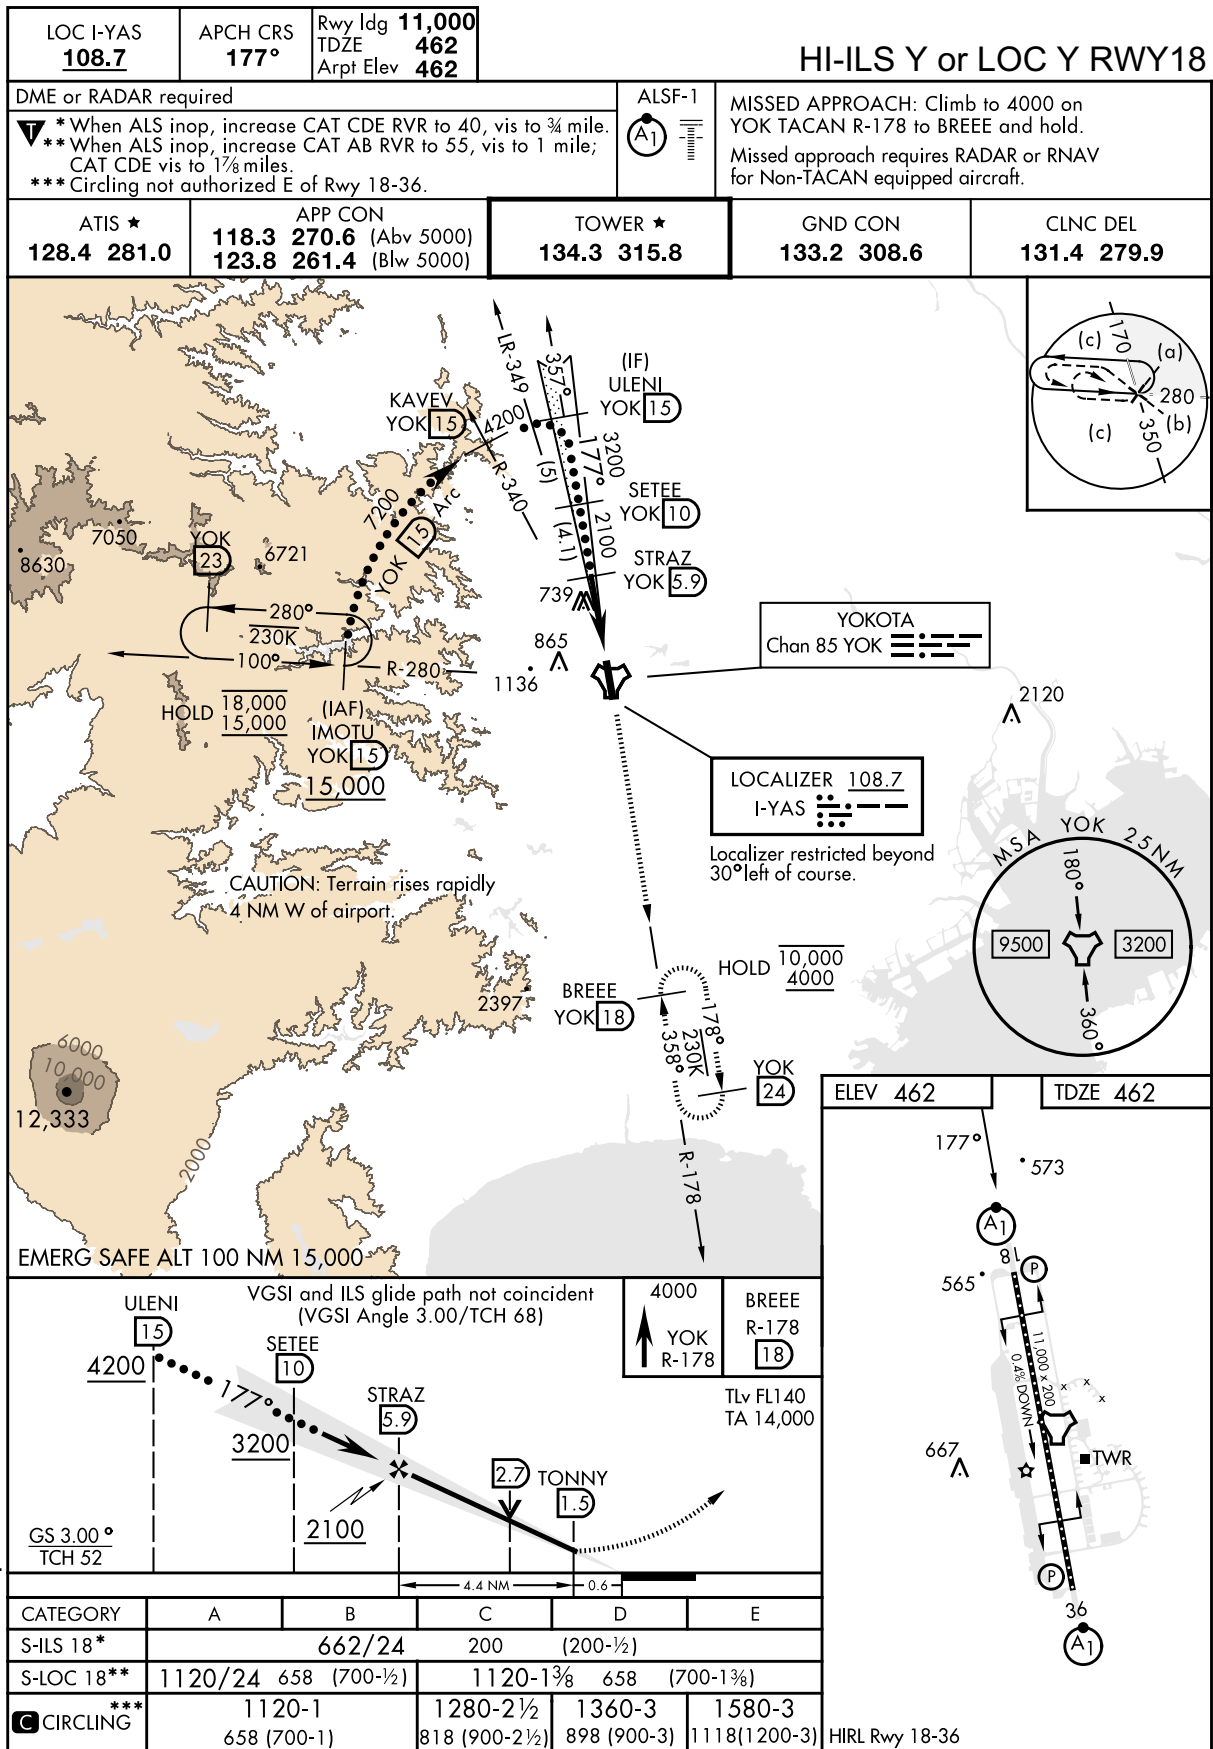 LOC I-YAS
108.7
APCH CRS
177°
Rwy ldg 11,000
TDZE 462
Arpt Elev 462
HI-ILS Y or LOC Y RWY18
DME or RADAR required
T
* When ALS inop, increase CAT CDE RVR to 40, vis to ¾ mile.
** When ALS inop, increase CAT AB RVR to 55, vis to 1 mile;
CAT CDE vis to 1⅞ miles.
*** Circling not authorized E of Rwy 18-36.
ALSF-1
A1
MISSED APPROACH: Climb to 4000 on
YOK TACAN R-178 to BREEE and hold.
Missed approach requires RADAR or RNAV
for Non-TACAN equipped aircraft.
ATIS ★
128.4 281.0
APP CON
118.3 270.6 (Abv 5000)
123.8 261.4 (Blw 5000)
TOWER ★
134.3 315.8
GND CON
133.2 308.6
CLNC DEL
131.4 279.9
LR-349
357°
(IF)
ULENI
YOK 15
KAVEV
YOK 15
4200
R-340
(5)
3200
177°
SETEE
YOK 10
(4.1)
2100
STRAZ
YOK 5.9
739
7200
YOK 15 Arc
7050
8630
YOK
23
6721
280°
230K
100°
R-280
HOLD 18,000
15,000
(IAF)
IMOTU
YOK 15
15,000
865
1136
YOKOTA
Chan 85 YOK
2120
LOCALIZER 108.7
I-YAS
Localizer restricted beyond
30° left of course.
170
(c)
(a)
280
(b)
(c)
350
CAUTION: Terrain rises rapidly
4 NM W of airport.
MSA YOK 25NM
180°
9500
3200
360°
HOLD 10,000
4000
BREEE
YOK 18
178°
230K
358°
YOK
24
R-178
2397
6000
10,000
12,333
2000
EMERG SAFE ALT 100 NM 15,000
ELEV 462
TDZE 462
177°
573
A1
18
P
565
11,000 x 200
0.4% DOWN
x x x
667
TWR
P
36
A1
HIRL Rwy 18-36
VGSI and ILS glide path not coincident
(VGSI Angle 3.00/TCH 68)
4000
YOK
R-178
BREEE
R-178
18
TLv FL140
TA 14,000
ULENI
15
4200
177°
SETEE
10
3200
STRAZ
5.9
2100
2.7
TONNY
1.5
GS 3.00°
TCH 52
4.4 NM
0.6
CATEGORY A B C D E
S-ILS 18* 662/24 200 (200-½)
S-LOC 18** 1120/24 658 (700-½) 1120-1⅜ 658 (700-1⅜)
C CIRCLING *** 1120-1 1280-2½ 1360-3 1580-3
658 (700-1) 818 (900-2½) 898 (900-3) 1118(1200-3)